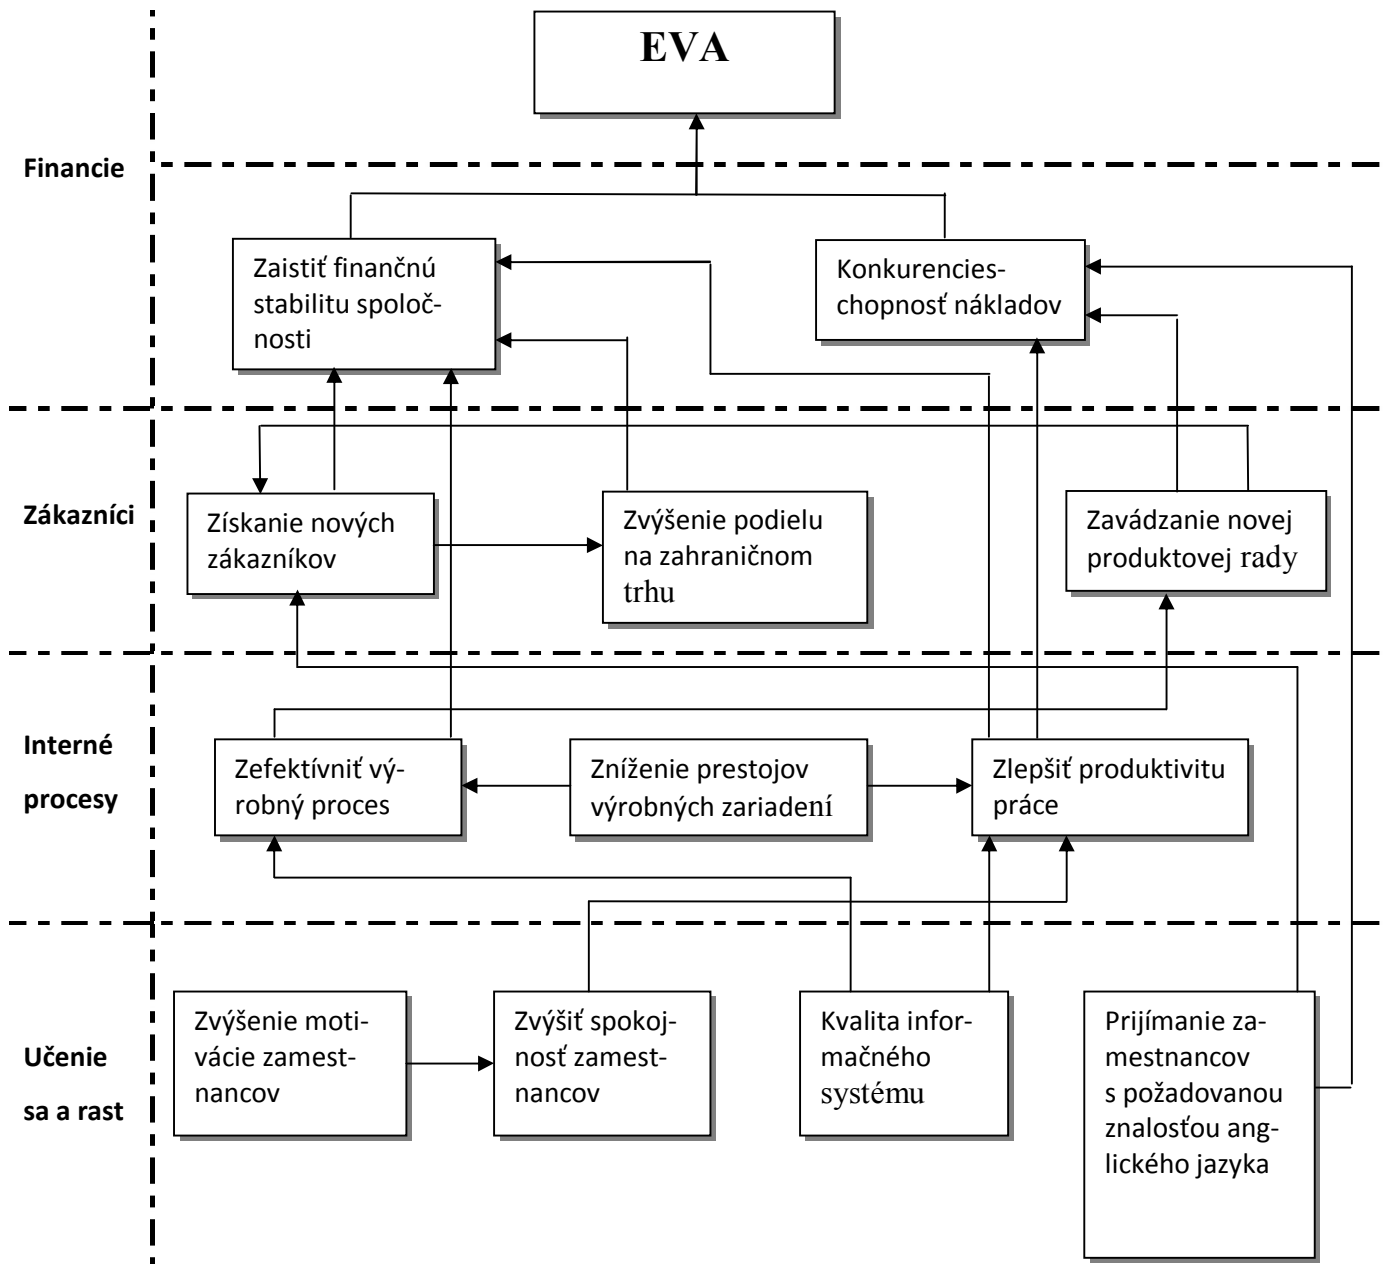 EVA
Financie
Zaistiť finančnú
stabilitu spoloč-
nosti
Konkurencies-
chopnosť nákladov
Zákazníci
Získanie nových
zákazníkov
Zvýšenie podielu
na zahraničnom
trhu
Zavádzanie novej
produktovej rady
Interné
procesy
Zefektívniť vý-
robný proces
Zníženie prestojov
výrobných zariadení
Zlepšiť produktivitu
práce
Učenie
sa a rast
Zvýšenie moti-
vácie zamest-
nancov
Zvýšiť spokoj-
nosť zamest-
nancov
Kvalita infor-
mačného
systému
Prijímanie za-
mestnancov
s požadovanou
znalosťou ang-
lického jazyka